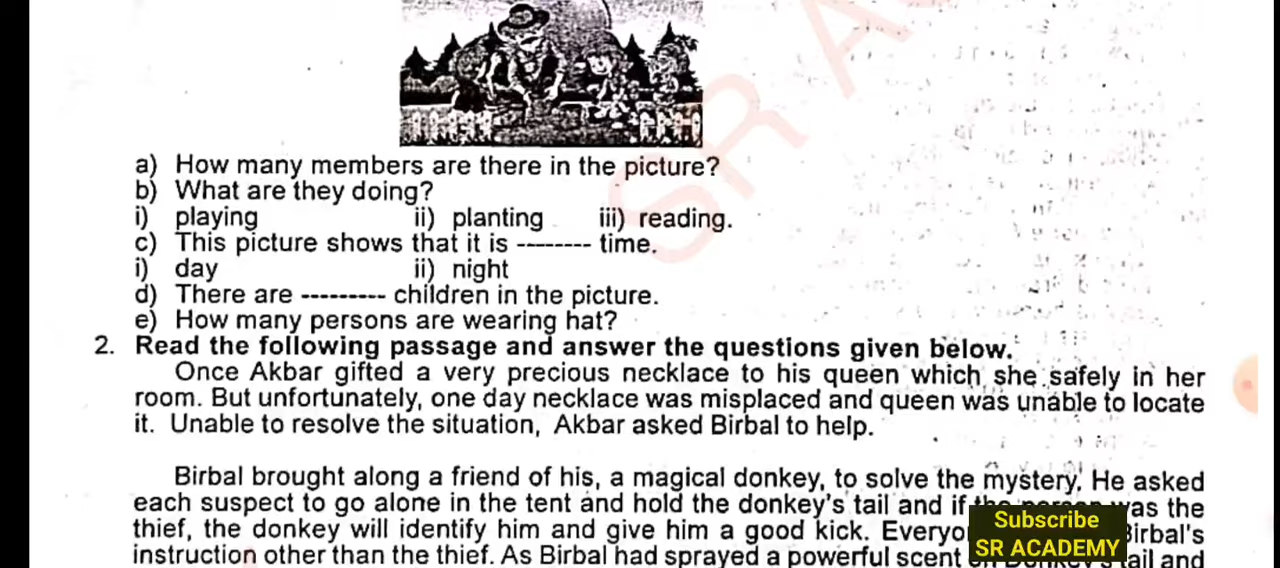 a) How many members are there in the picture?
b) What are they doing?
i) playing ii) planting iii) reading.
c) This picture shows that it is -------- time.
i) day ii) night
d) There are --------- children in the picture.
e) How many persons are wearing hat?
2. Read the following passage and answer the questions given below.
Once Akbar gifted a very precious necklace to his queen which she safely in her
room. But unfortunately, one day necklace was misplaced and queen was unable to locate
it. Unable to resolve the situation, Akbar asked Birbal to help.
Birbal brought along a friend of his, a magical donkey, to solve the mystery. He asked
each suspect to go alone in the tent and hold the donkey's tail and if the person was the
thief, the donkey will identify him and give him a good kick. Everyo Birbal's
instruction other than the thief. As Birbal had sprayed a powerful scent on Donkey's tail and
Subscribe
SR ACADEMY
SR A